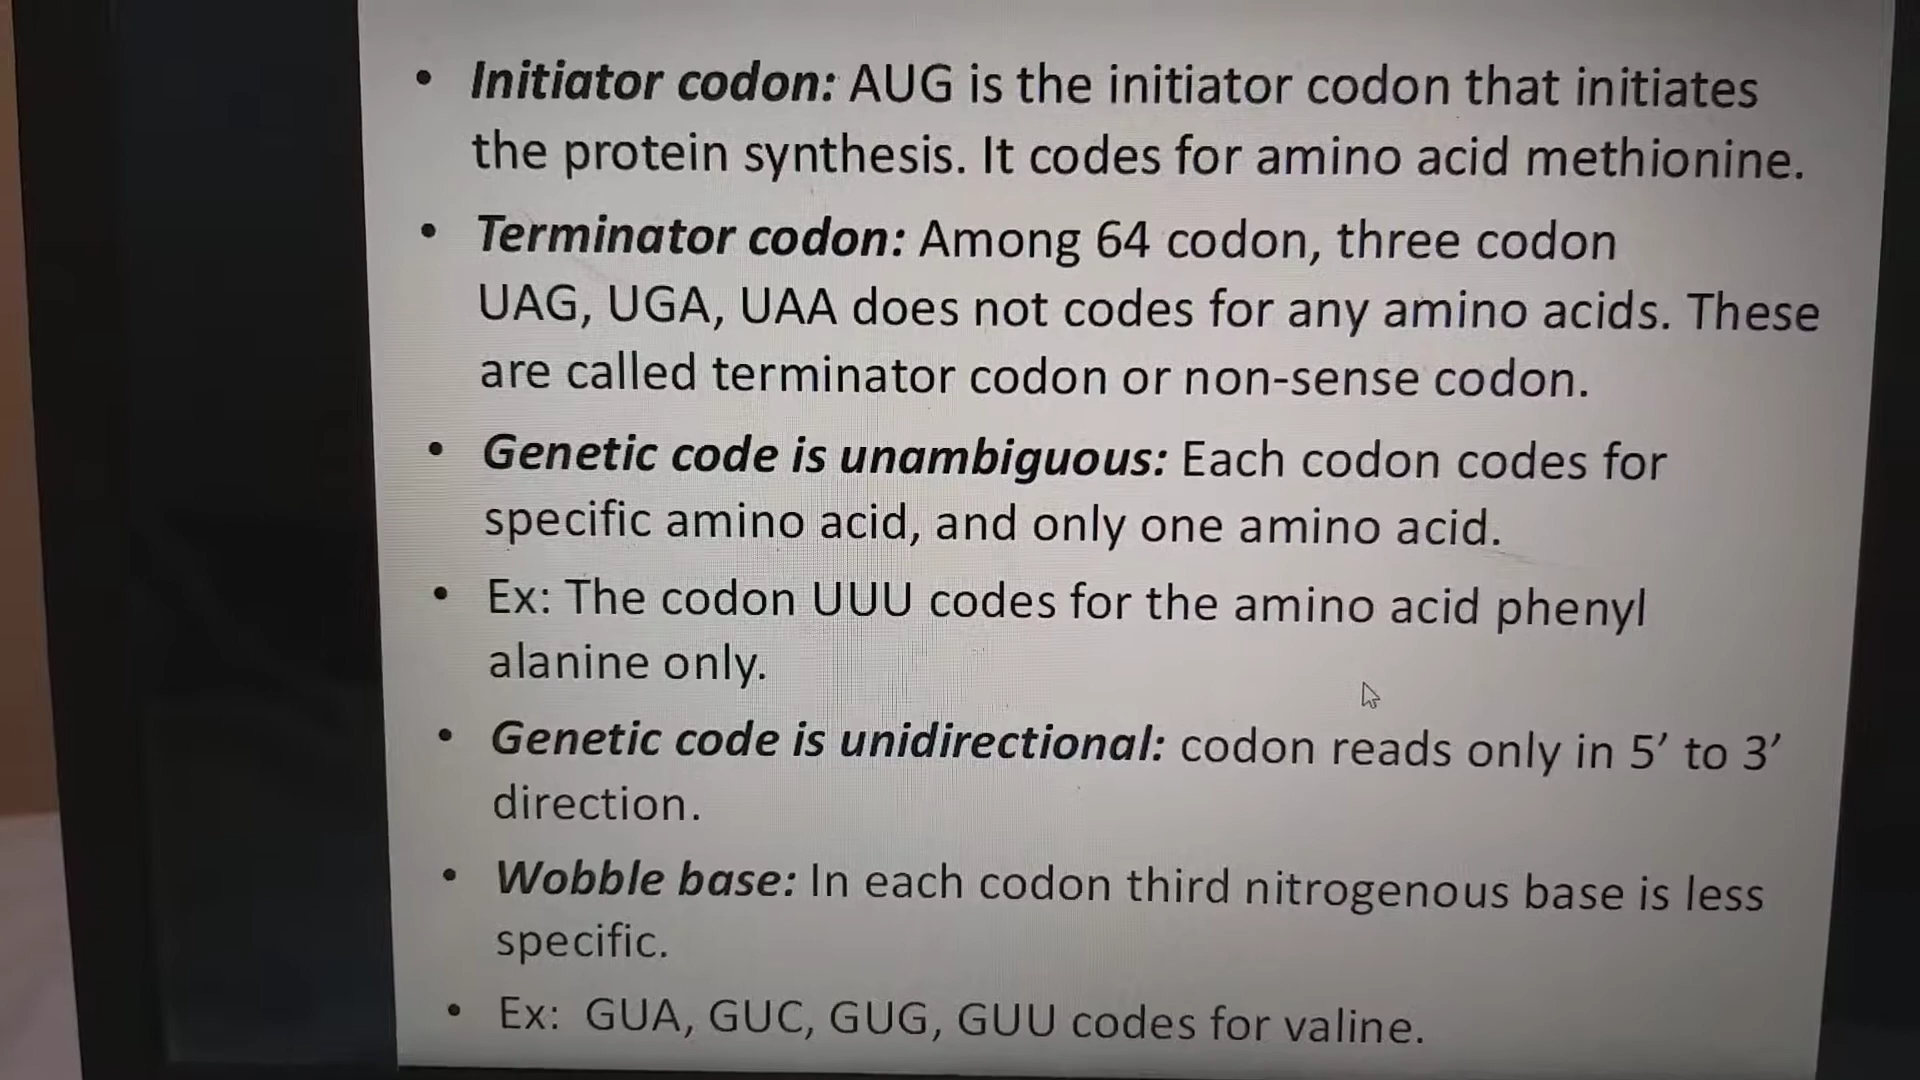 • Initiator codon: AUG is the initiator codon that initiates
the protein synthesis. It codes for amino acid methionine.
• Terminator codon: Among 64 codon, three codon
UAG, UGA, UAA does not codes for any amino acids. These
are called terminator codon or non-sense codon.
• Genetic code is unambiguous: Each codon codes for
specific amino acid, and only one amino acid.
• Ex: The codon UUU codes for the amino acid phenyl
alanine only.
• Genetic code is unidirectional: codon reads only in 5’ to 3’
direction.
• Wobble base: In each codon third nitrogenous base is less
specific.
• Ex: GUA, GUC, GUG, GUU codes for valine.